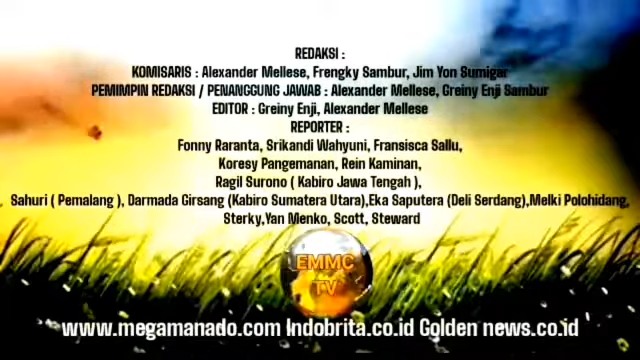 REDAKSI :
KOMISARIS : Alexander Mellese, Frengky Sambur, Jim Yon Sumigar
PEMIMPIN REDAKSI / PENANGGUNG JAWAB : Alexander Mellese, Greiny Enji Sambur
EDITOR : Greiny Enji, Alexander Mellese
REPORTER :
Fonny Raranta, Srikandi Wahyuni, Fransisca Sallu,
Koresy Pangemanan, Rein Kaminan,
Ragil Surono ( Kabiro Jawa Tengah ),
Sahuri ( Pemalang ), Darmada Girsang (Kabiro Sumatera Utara),Eka Saputera (Deli Serdang),Melki Polohidang,
Sterky,Yan Menko, Scott, Steward
EMMC
TV
www.megamanado.com Indobrita.co.id Golden news.co.id